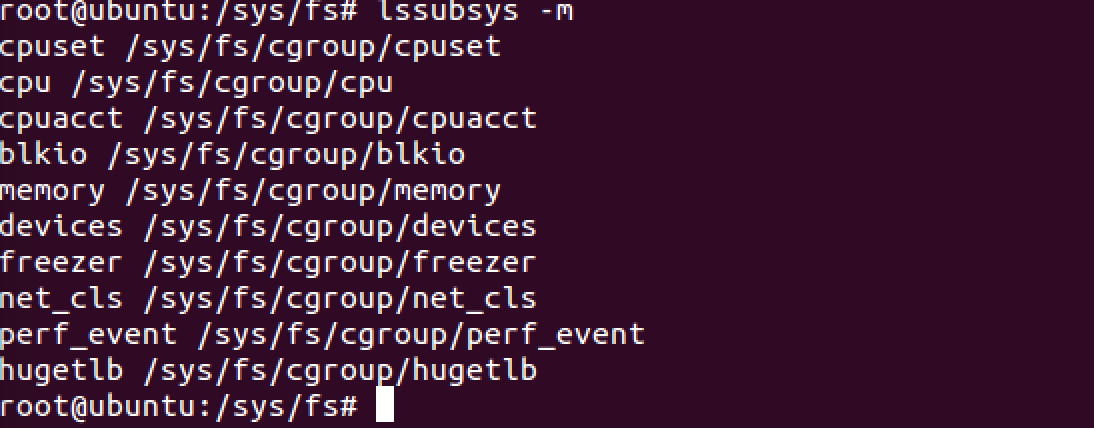 root@ubuntu:/sys/fs# lssubsys -m
cpuset /sys/fs/cgroup/cpuset
cpu /sys/fs/cgroup/cpu
cpuacct /sys/fs/cgroup/cpuacct
blkio /sys/fs/cgroup/blkio
memory /sys/fs/cgroup/memory
devices /sys/fs/cgroup/devices
freezer /sys/fs/cgroup/freezer
net_cls /sys/fs/cgroup/net_cls
perf_event /sys/fs/cgroup/perf_event
hugetlb /sys/fs/cgroup/hugetlb
root@ubuntu:/sys/fs#